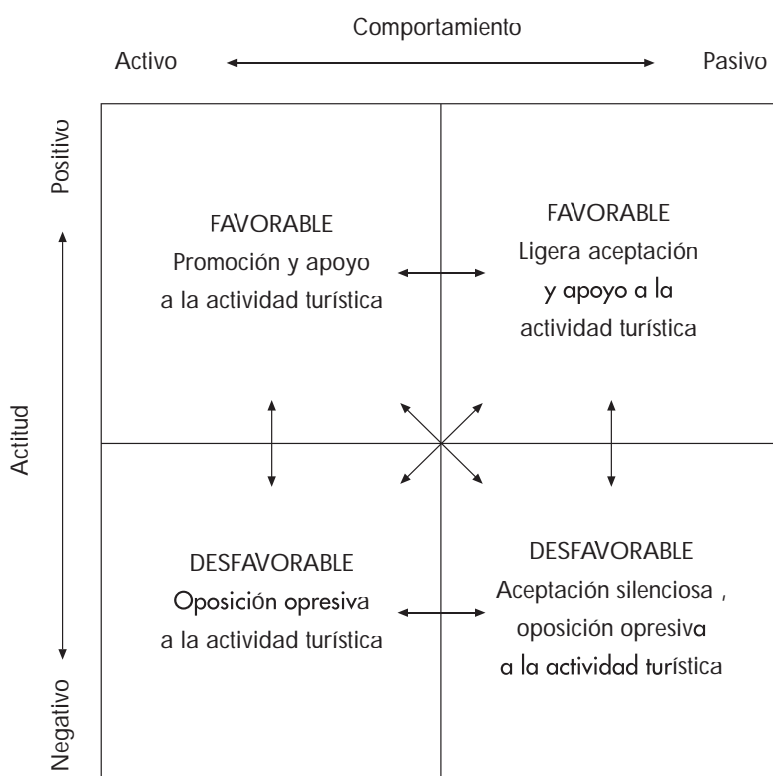 Comportamiento
Activo
Pasivo
Positivo
Actitud
Negativo
FAVORABLE
Promoción y apoyo
a la actividad turística
FAVORABLE
Ligera aceptación
y apoyo a la
actividad turística
DESFAVORABLE
Oposición opresiva
a la actividad turística
DESFAVORABLE
Aceptación silenciosa ,
oposición opresiva
a la actividad turística